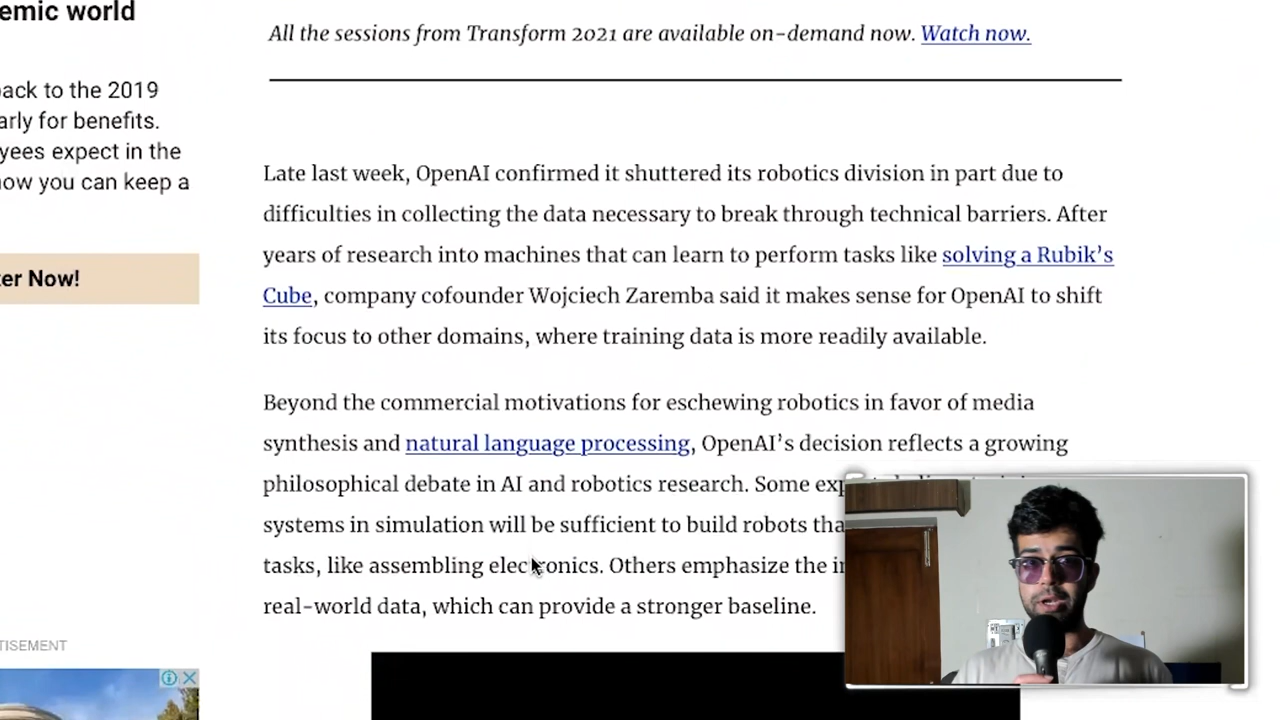 emic world
back to the 2019
arly for benefits.
yees expect in the
how you can keep a
ter Now!
TISEMENT
All the sessions from Transform 2021 are available on-demand now. Watch now.
Late last week, OpenAI confirmed it shuttered its robotics division in part due to
difficulties in collecting the data necessary to break through technical barriers. After
years of research into machines that can learn to perform tasks like solving a Rubik’s
Cube, company cofounder Wojciech Zaremba said it makes sense for OpenAI to shift
its focus to other domains, where training data is more readily available.
Beyond the commercial motivations for eschewing robotics in favor of media
synthesis and natural language processing, OpenAI’s decision reflects a growing
philosophical debate in AI and robotics research. Some exp
systems in simulation will be sufficient to build robots tha
tasks, like assembling electronics. Others emphasize the i
real-world data, which can provide a stronger baseline.